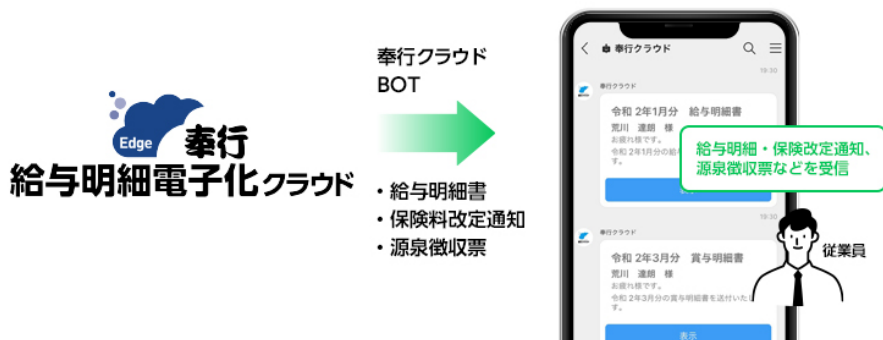 Edge 奉行
給与明細電子化クラウド
奉行クラウド
BOT
・給与明細書
・保険料改定通知
・源泉徴収票
奉行クラウド
19:30
奉行クラウド
令和 2年1月分 給与明細書
荒川 達朗 様
お疲れ様です。
令和 2年1月分の給
す。
給与明細・保険改定通知、
源泉徴収票などを受信
19:30
奉行クラウド
令和 2年3月分 賞与明細書
荒川 達朗 様
お疲れ様です。
令和 2年3月分の賞与明細書を送付いた
す。
表示
従業員